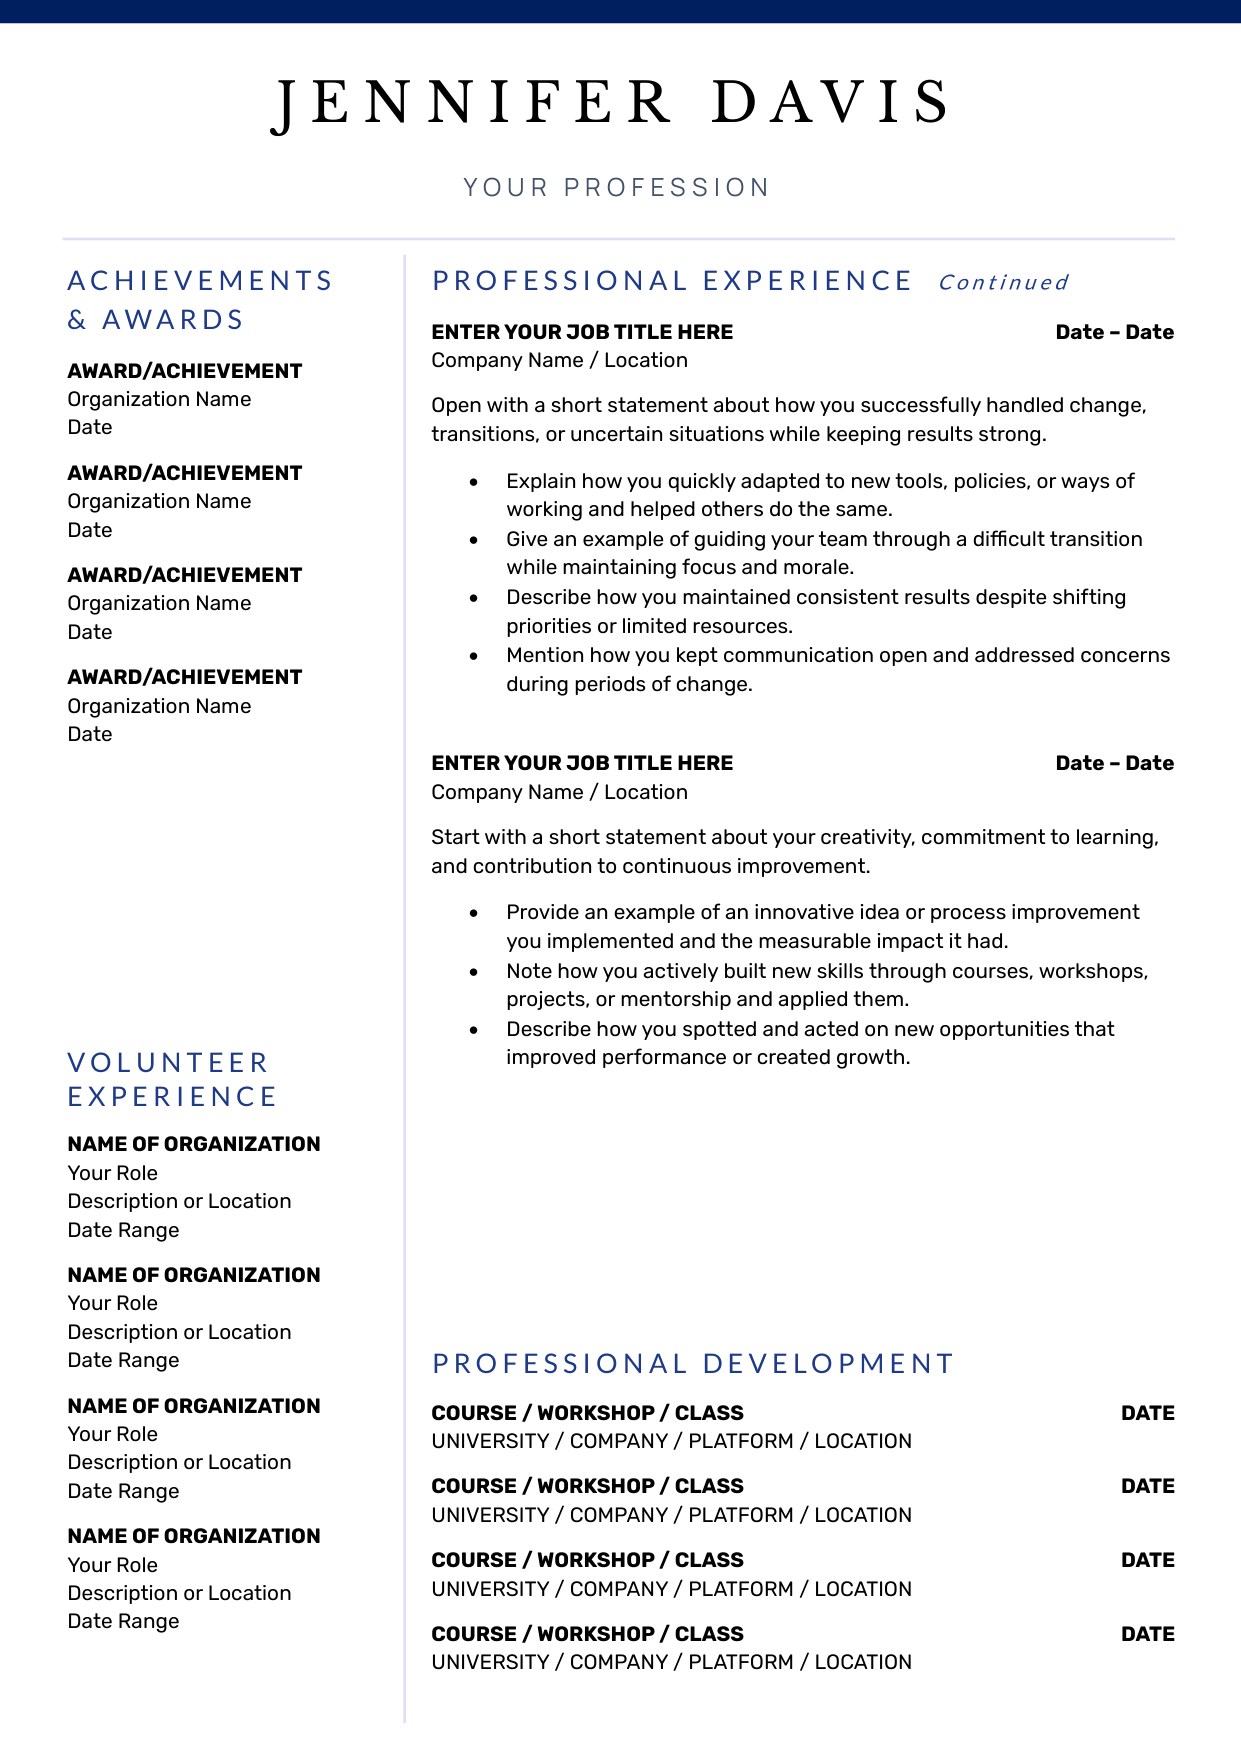 JENNIFER DAVIS
YOUR PROFESSION
ACHIEVEMENTS
& AWARDS
AWARD/ACHIEVEMENT
Organization Name
Date
AWARD/ACHIEVEMENT
Organization Name
Date
AWARD/ACHIEVEMENT
Organization Name
Date
AWARD/ACHIEVEMENT
Organization Name
Date
VOLUNTEER
EXPERIENCE
NAME OF ORGANIZATION
Your Role
Description or Location
Date Range
NAME OF ORGANIZATION
Your Role
Description or Location
Date Range
NAME OF ORGANIZATION
Your Role
Description or Location
Date Range
NAME OF ORGANIZATION
Your Role
Description or Location
Date Range
PROFESSIONAL EXPERIENCE Continued
ENTER YOUR JOB TITLE HERE Date – Date
Company Name / Location
Open with a short statement about how you successfully handled change,
transitions, or uncertain situations while keeping results strong.
• Explain how you quickly adapted to new tools, policies, or ways of
working and helped others do the same.
• Give an example of guiding your team through a difficult transition
while maintaining focus and morale.
• Describe how you maintained consistent results despite shifting
priorities or limited resources.
• Mention how you kept communication open and addressed concerns
during periods of change.
ENTER YOUR JOB TITLE HERE Date – Date
Company Name / Location
Start with a short statement about your creativity, commitment to learning,
and contribution to continuous improvement.
• Provide an example of an innovative idea or process improvement
you implemented and the measurable impact it had.
• Note how you actively built new skills through courses, workshops,
projects, or mentorship and applied them.
• Describe how you spotted and acted on new opportunities that
improved performance or created growth.
PROFESSIONAL DEVELOPMENT
COURSE / WORKSHOP / CLASS DATE
UNIVERSITY / COMPANY / PLATFORM / LOCATION
COURSE / WORKSHOP / CLASS DATE
UNIVERSITY / COMPANY / PLATFORM / LOCATION
COURSE / WORKSHOP / CLASS DATE
UNIVERSITY / COMPANY / PLATFORM / LOCATION
COURSE / WORKSHOP / CLASS DATE
UNIVERSITY / COMPANY / PLATFORM / LOCATION